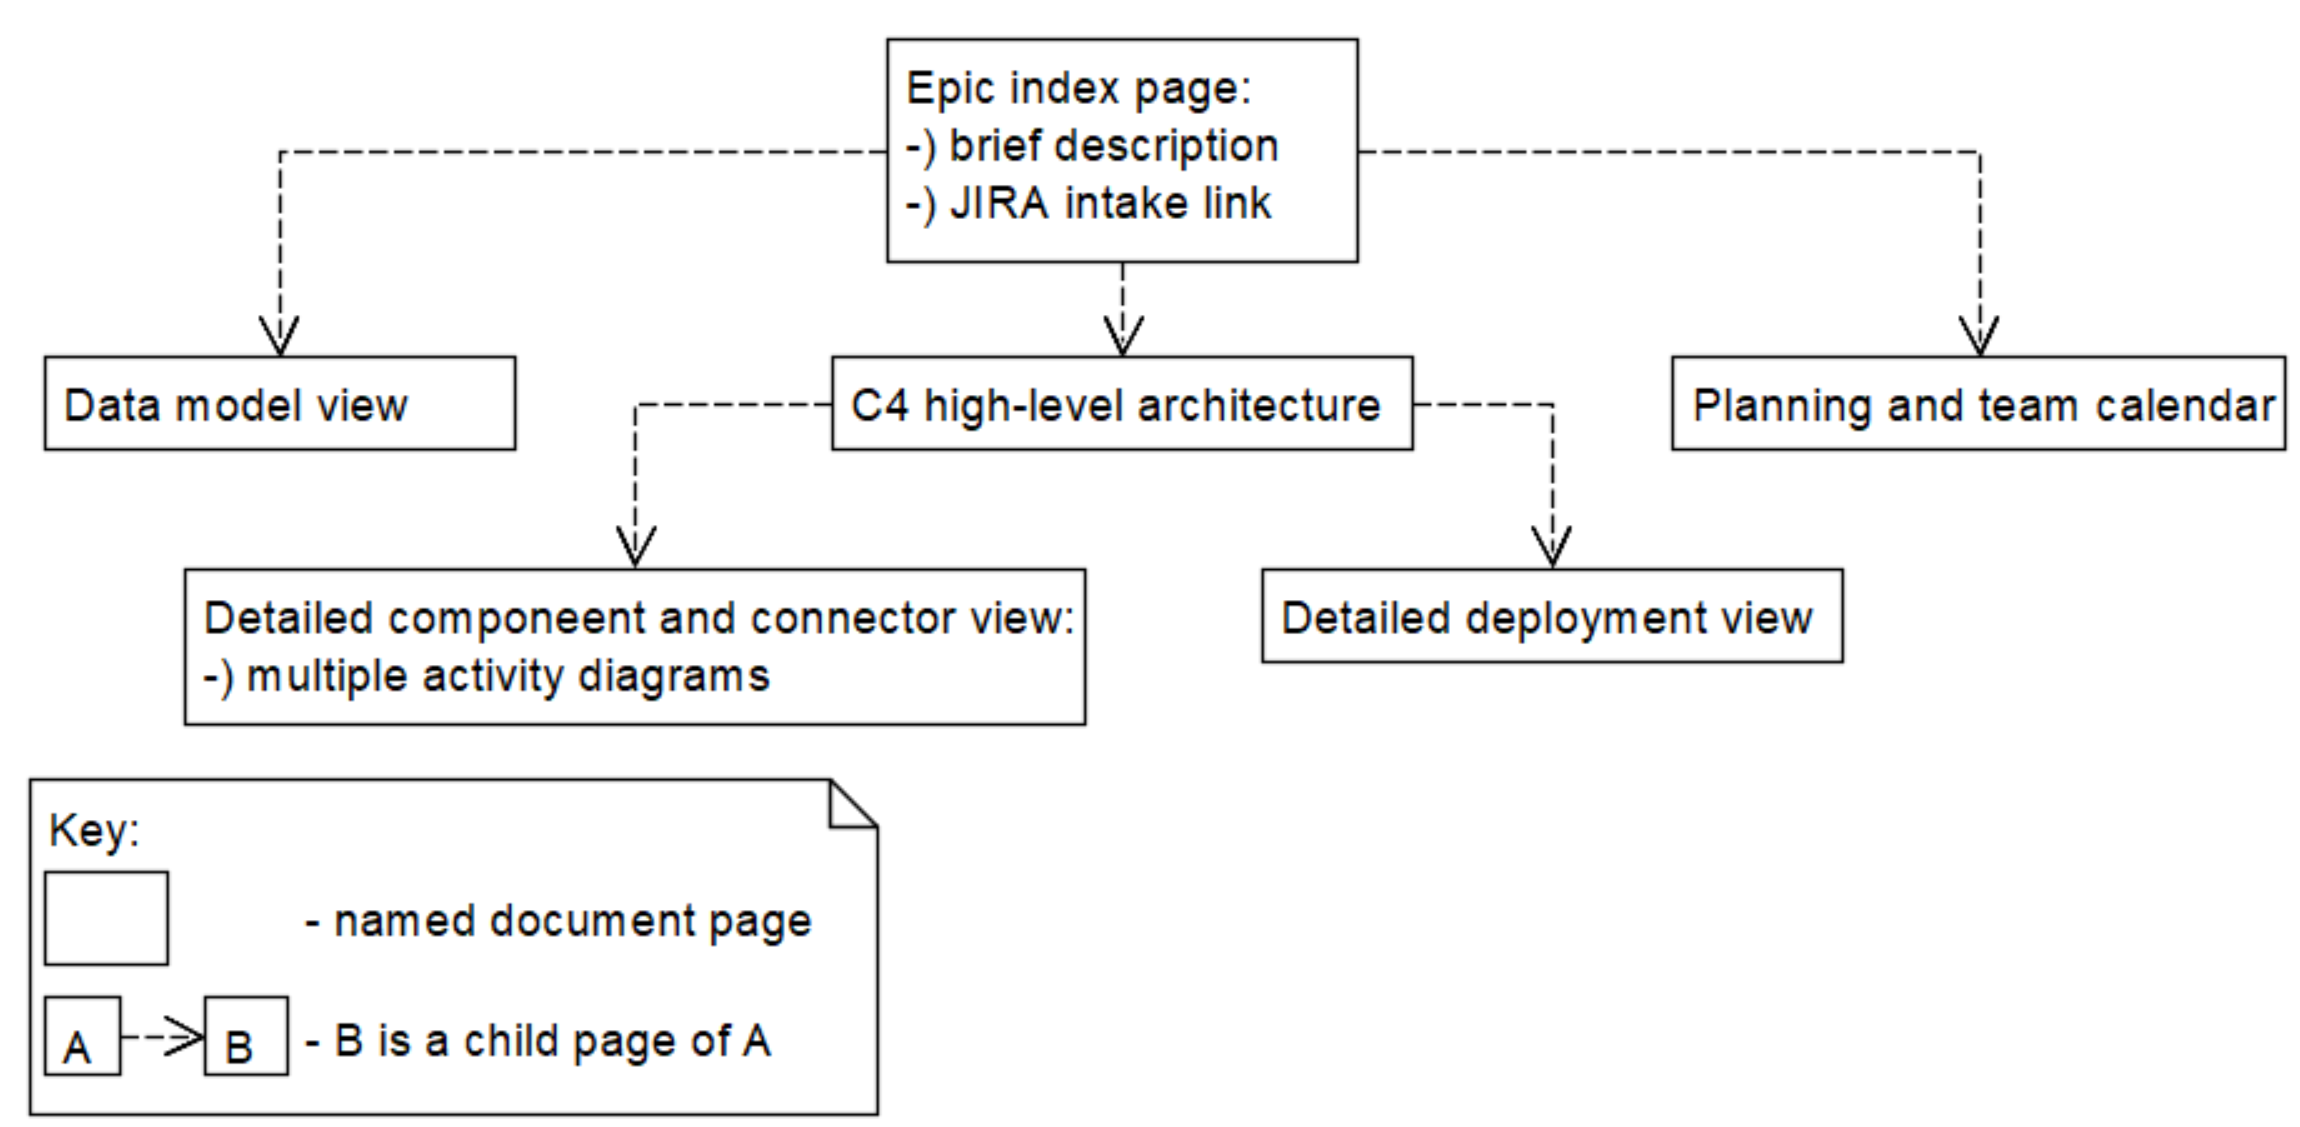 Epic index page:
-) brief description
-) JIRA intake link
Data model view
C4 high-level architecture
Planning and team calendar
Detailed componeent and connector view:
-) multiple activity diagrams
Detailed deployment view
Key:
- named document page
A
B
- B is a child page of A